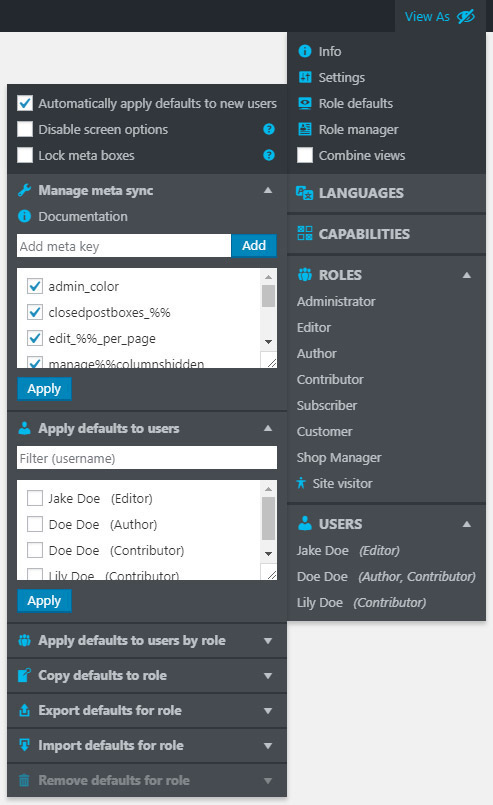 View As
Info
Settings
Role defaults
Role manager
Combine views
LANGUAGES
CAPABILITIES
ROLES
Administrator
Editor
Author
Contributor
Subscriber
Customer
Shop Manager
Site visitor
USERS
Jake Doe (Editor)
Doe Doe (Author, Contributor)
Lily Doe (Contributor)
Automatically apply defaults to new users
Disable screen options ?
Lock meta boxes ?
Manage meta sync
Documentation
Add meta key Add
admin_color
closedpostboxes_%%
edit_%%_per_page
manage%%columnshidden
Apply
Apply defaults to users
Filter (username)
Jake Doe (Editor)
Doe Doe (Author)
Doe Doe (Contributor)
Lily Doe (Contributor)
Apply
Apply defaults to users by role
Copy defaults to role
Export defaults for role
Import defaults for role
Remove defaults for role